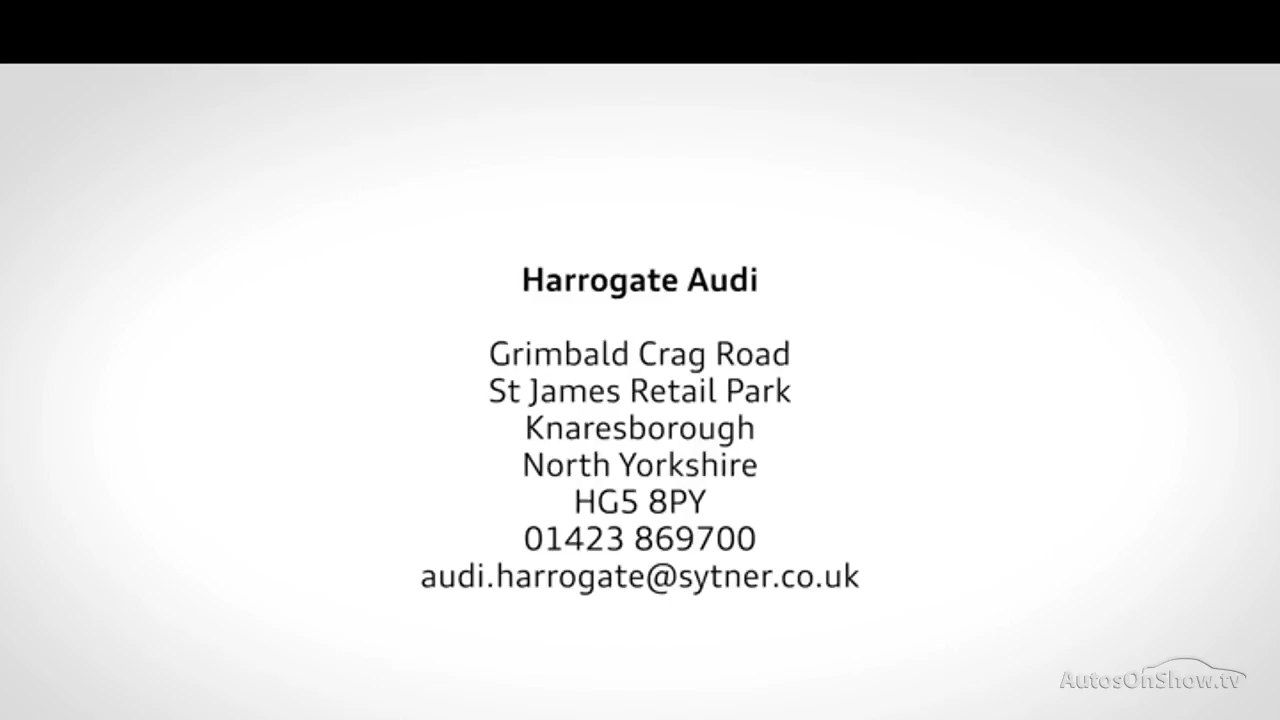 Harrogate Audi
Grimbald Crag Road
St James Retail Park
Knaresborough
North Yorkshire
HG5 8PY
01423 869700
audi.harrogate@sytner.co.uk
AutosOnShow.tv